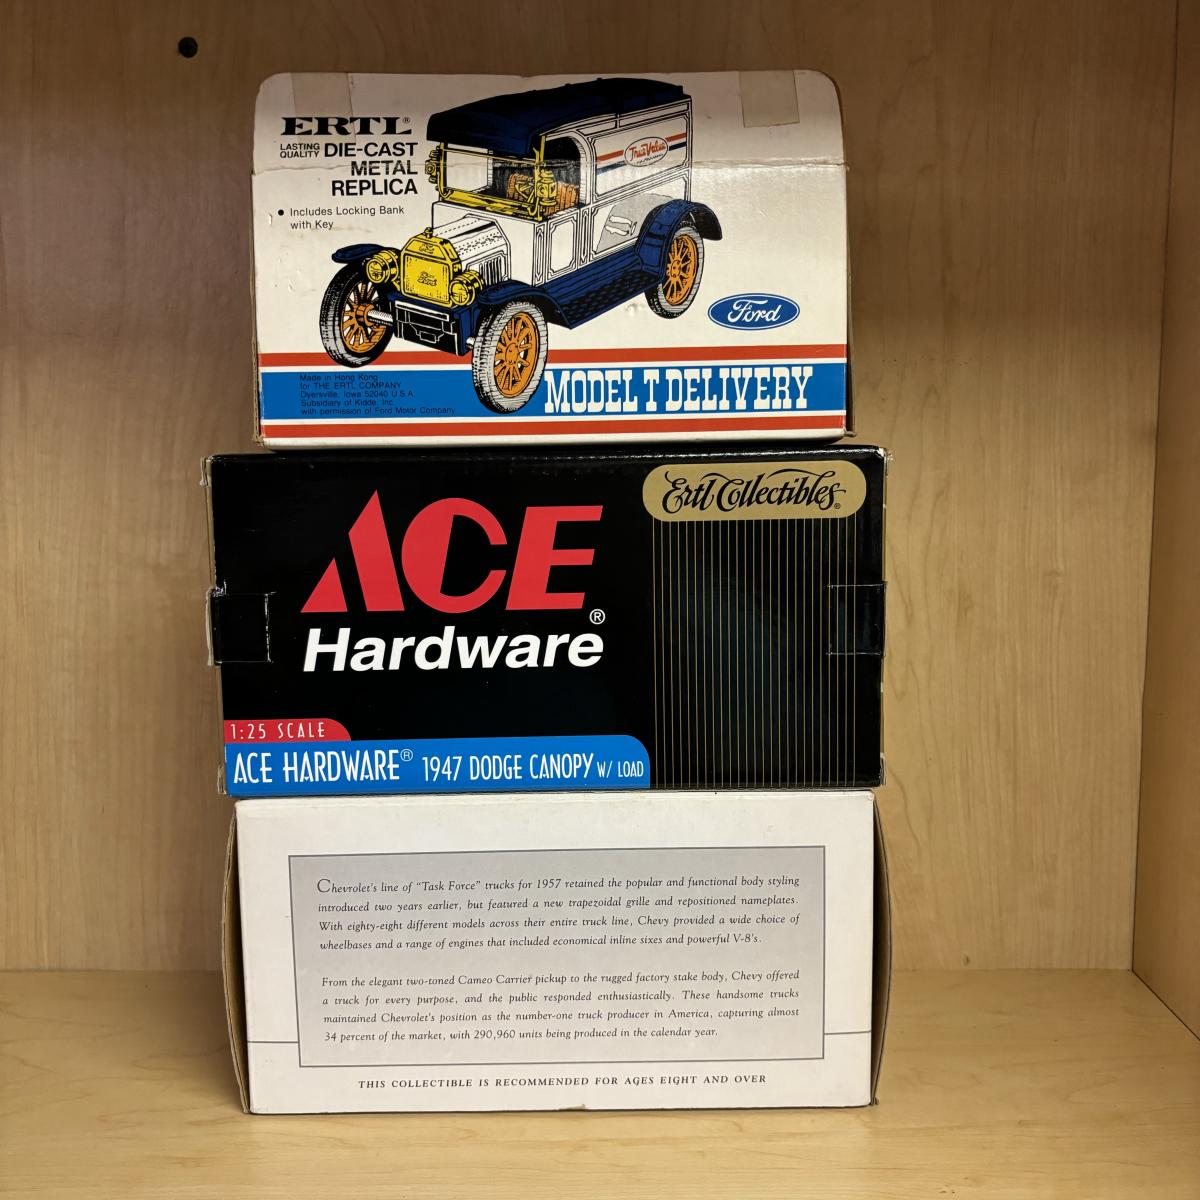 ERTL®
LASTING QUALITY DIE-CAST
METAL
REPLICA
• Includes Locking Bank
with Key
True Value
Ford
Ford
Made in Hong Kong
for THE ERTL COMPANY
Dyersville, Iowa 52040 U.S.A.
Subsidiary of Kidde. Inc.
with permission of Ford Motor Company
MODEL T DELIVERY
Ertl Collectibles®
ACE
Hardware®
1:25 SCALE
ACE HARDWARE® 1947 DODGE CANOPY W/ LOAD
Chevrolet's line of "Task Force" trucks for 1957 retained the popular and functional body styling
introduced two years earlier, but featured a new trapezoidal grille and repositioned nameplates.
With eighty-eight different models across their entire truck line, Chevy provided a wide choice of
wheelbases and a range of engines that included economical inline sixes and powerful V-8's.
From the elegant two-toned Cameo Carrier pickup to the rugged factory stake body, Chevy offered
a truck for every purpose, and the public responded enthusiastically. These handsome trucks
maintained Chevrolet's position as the number-one truck producer in America, capturing almost
34 percent of the market, with 290,960 units being produced in the calendar year.
THIS COLLECTIBLE IS RECOMMENDED FOR AGES EIGHT AND OVER